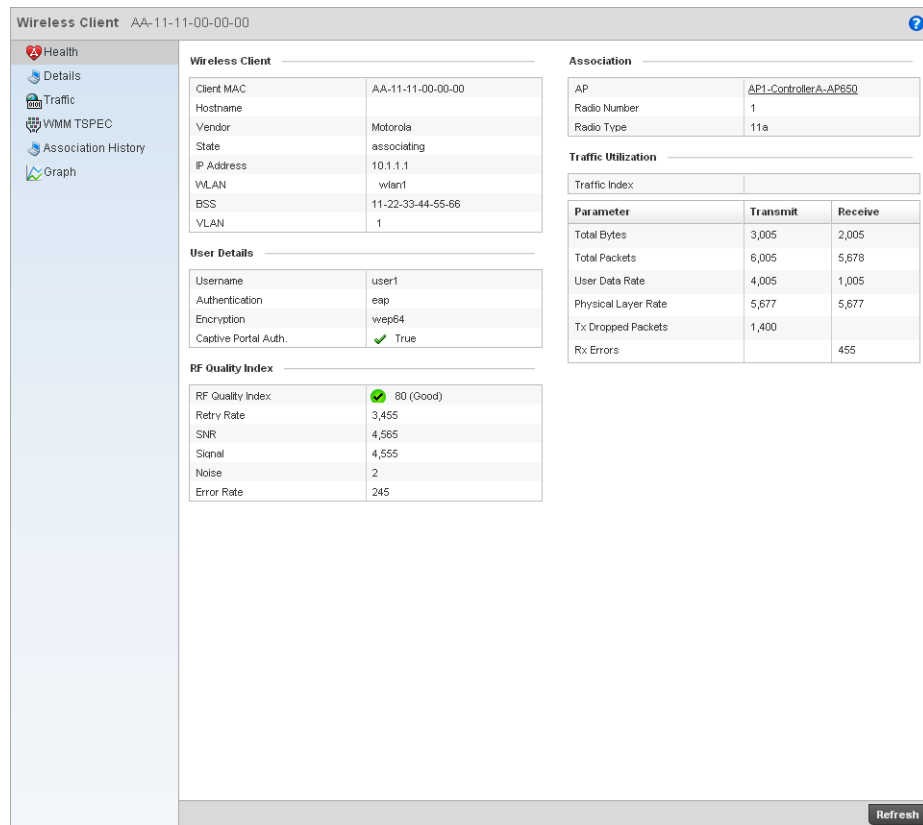 Wireless Client AA-11-11-00-00-00
Health
Details
Traffic
WMM TSPEC
Association History
Graph
Wireless Client
Client MAC AA-11-11-00-00-00
Hostname
Vendor Motorola
State associating
IP Address 10.1.1.1
WLAN wlan1
BSS 11-22-33-44-55-66
VLAN 1
User Details
Username user1
Authentication eap
Encryption wep64
Captive Portal Auth. True
RF Quality Index
RF Quality Index 80 (Good)
Retry Rate 3,455
SNR 4,565
Signal 4,555
Noise 2
Error Rate 245
Association
AP AP1-ControllerA-AP650
Radio Number 1
Radio Type 11a
Traffic Utilization
Traffic Index
Parameter Transmit Receive
Total Bytes 3,005 2,005
Total Packets 6,005 5,678
User Data Rate 4,005 1,005
Physical Layer Rate 5,677 5,677
Tx Dropped Packets 1,400
Rx Errors 455
Refresh